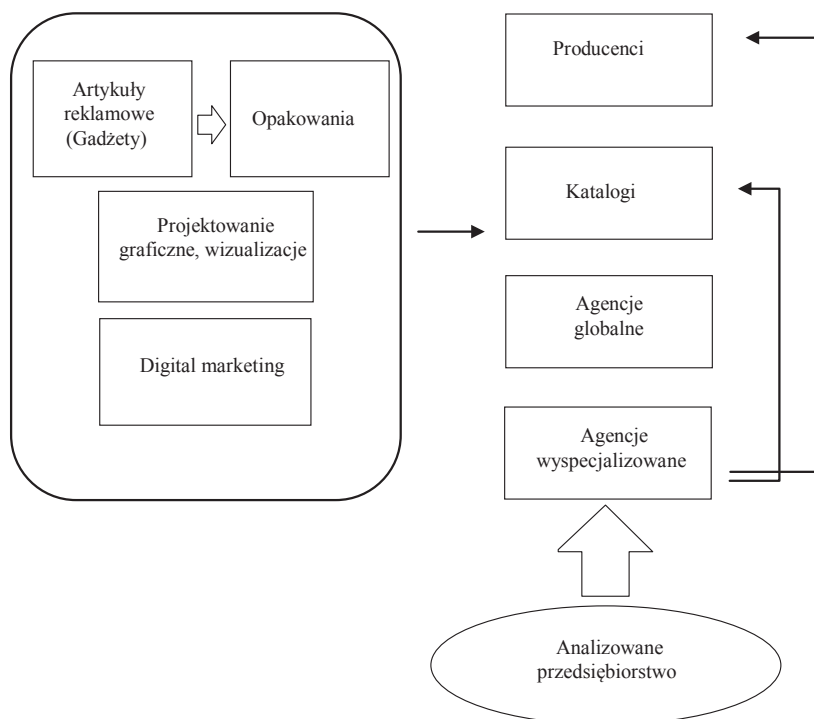 Artykuły
reklamowe
(Gadżety)
Opakowania
Projektowanie
graficzne, wizualizacje
Digital marketing
Producenci
Katalogi
Agencje
globalne
Agencje
wyspecjalizowane
Analizowane
przedsiębiorstwo